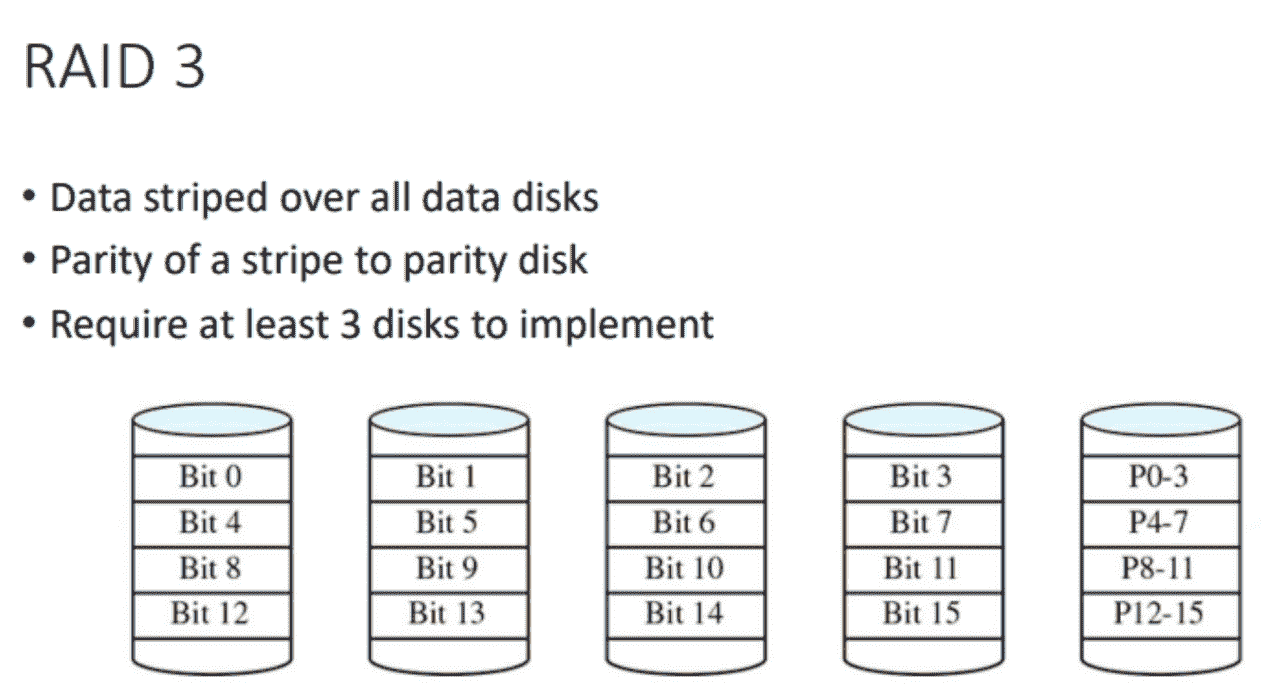 RAID 3
• Data striped over all data disks
• Parity of a stripe to parity disk
• Require at least 3 disks to implement
Bit 0 Bit 1 Bit 2 Bit 3 P0-3
Bit 4 Bit 5 Bit 6 Bit 7 P4-7
Bit 8 Bit 9 Bit 10 Bit 11 P8-11
Bit 12 Bit 13 Bit 14 Bit 15 P12-15